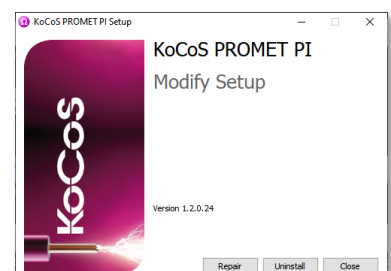 KoCoS PROMET PI Setup
KoCoS PROMET PI
Modify Setup
KoCoS
Version 1.2.0.24
Repair
Uninstall
Close